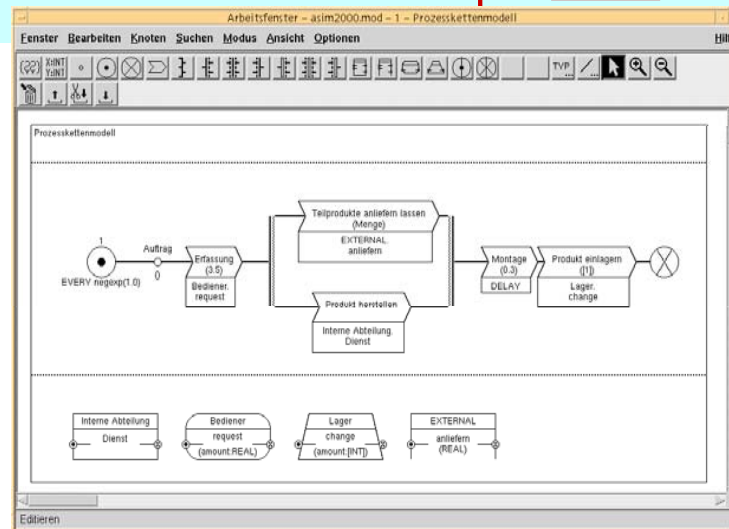 Arbeitsfenster – asim2000.mod – 1 – Prozesskettenmodell
Fenster Bearbeiten Knoten Suchen Modus Ansicht Optionen
(??) X:INT
Y:INT
TYP
Prozesskettenmodell
1
EVERY negexp(1.0)
Auftrag
()
Erfassung
(3.5)
Bediener.
request
Teilprodukte anliefern lassen
(Menge)
EXTERNAL.
anliefern
Produkt herstellen
Interne Abteilung.
Dienst
Montage
(0.3)
DELAY
Produkt einlagern
([1])
Lager.
change
Interne Abteilung
Dienst
Bediener
request
(amount:REAL)
Lager
change
(amount:[INT])
EXTERNAL
anliefern
(REAL)
Editieren